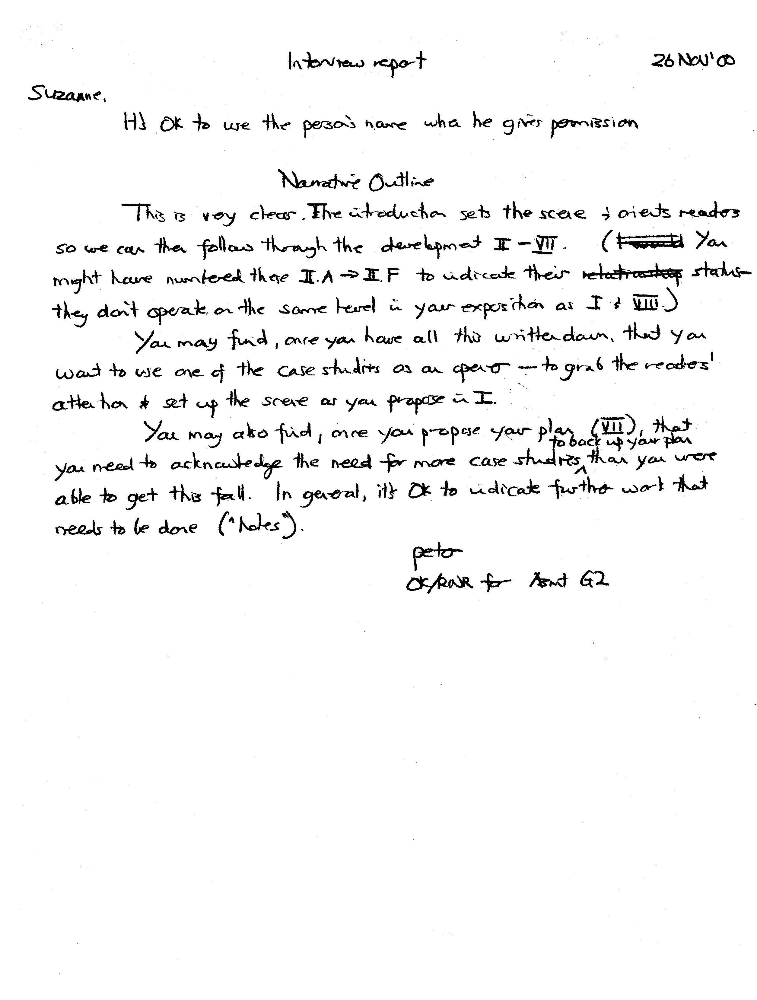 Interview report 26 NOV '00
Suzanne,
It's OK to use the person's name when he gives permission
Narrative Outline
This is very clear. The introduction sets the scene & orients readers
so we can then follow through the development II – VII. (I would You
might have numbered these II.A → II.F to indicate their relationship status –
they don't operate on the same level in your exposition as I & VIII.)
You may find, once you have all this written down, that you
want to use one of the case studies as an opener — to grab the readers'
attention & set up the scene as you propose in I.
You may also find, once you propose your plan (VII), that
to back up your plan
you need to acknowledge the need for more case studies ^ than you were
able to get this fall. In general, it's OK to indicate further work that
needs to be done ("holes").
peter
OK/RNR for Asmt G2